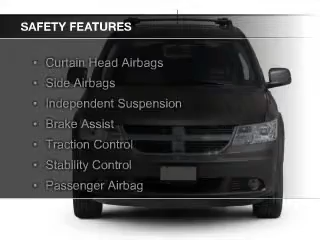 SAFETY FEATURES
• Curtain Head Airbags
• Side Airbags
• Independent Suspension
• Brake Assist
• Traction Control
• Stability Control
• Passenger Airbag